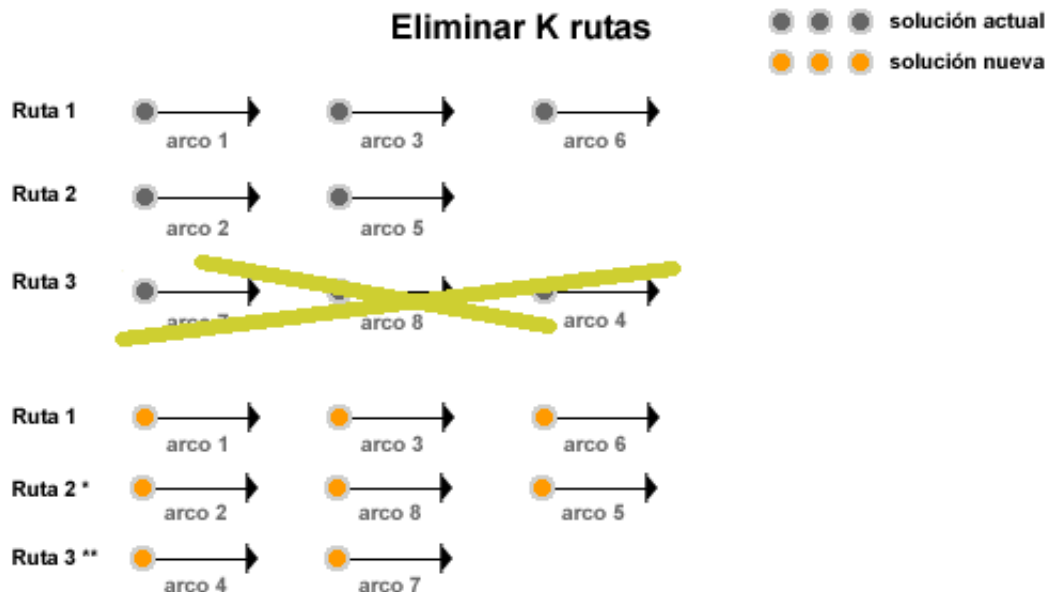 Eliminar K rutas
solución actual
solución nueva
Ruta 1
arco 1 arco 3 arco 6
Ruta 2
arco 2 arco 5
Ruta 3
arco 7 arco 8 arco 4
Ruta 1
arco 1 arco 3 arco 6
Ruta 2 *
arco 2 arco 8 arco 5
Ruta 3 **
arco 4 arco 7